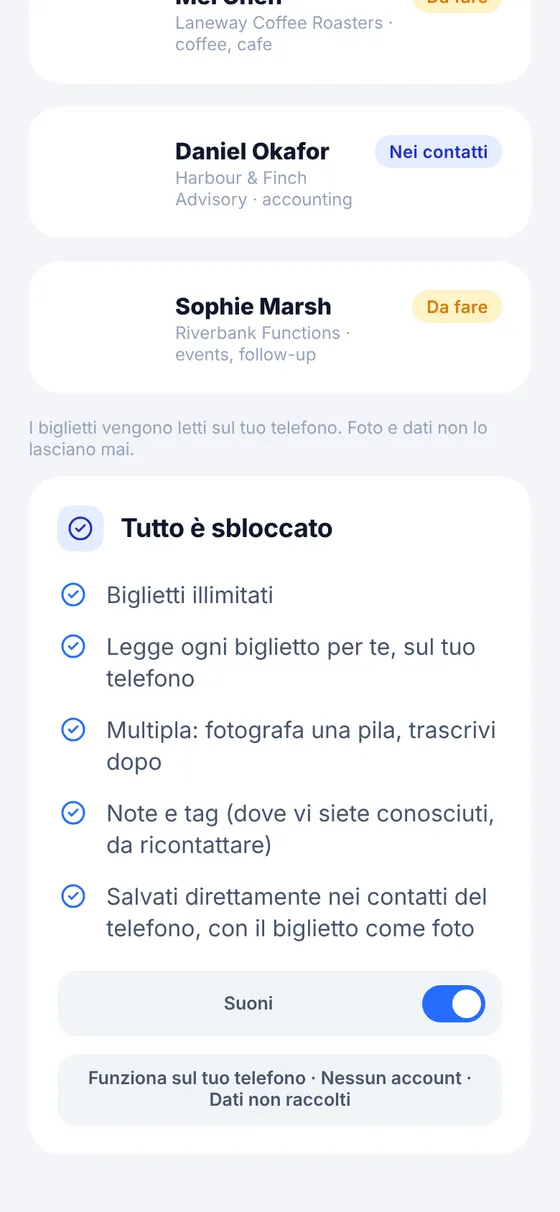 Daniel Okafor
Nei contatti
Harbour & Finch
Advisory · accounting
Laneway Coffee Roasters ·
coffee, cafe
Sophie Marsh
Da fare
Riverbank Functions ·
events, follow-up
I biglietti vengono letti sul tuo telefono. Foto e dati non lo
lasciano mai.
Tutto è sbloccato
Biglietti illimitati
Legge ogni biglietto per te, sul tuo
telefono
Multipla: fotografa una pila, trascrivi
dopo
Note e tag (dove vi siete conosciuti,
da ricontattare)
Salvati direttamente nei contatti del
telefono, con il biglietto come foto
Suoni
Funziona sul tuo telefono · Nessun account ·
Dati non raccolti